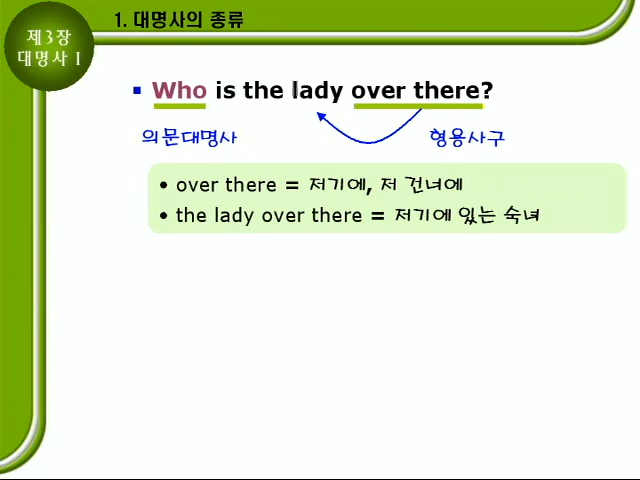 제3장
대명사 I
1. 대명사의 종류
▪ Who is the lady over there?
의문대명사 형용사구
• over there = 저기에, 저 건너에
• the lady over there = 저기에 있는 숙녀